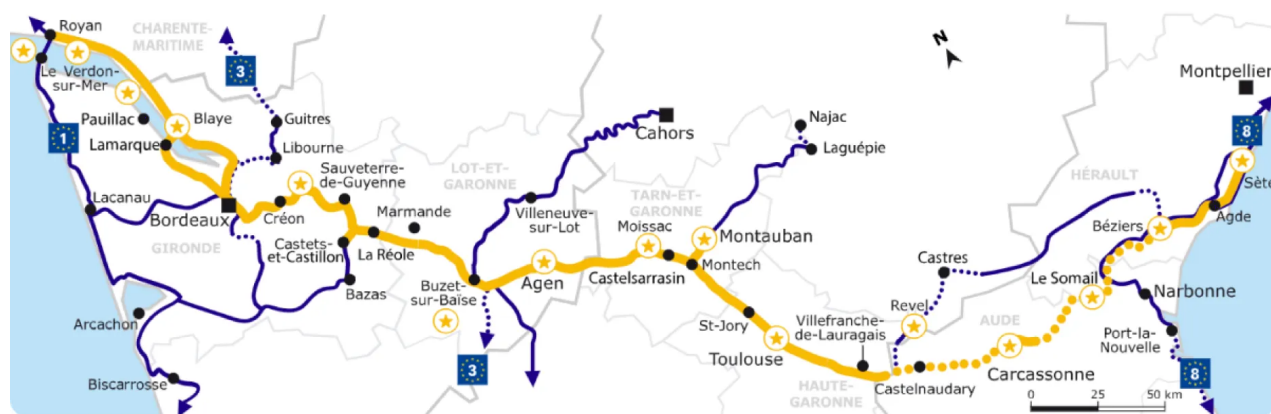 Royan
CHARENTE-
MARITIME
N
3
Le Verdon-
sur-Mer
Montpellier
Pauillac
Blaye
Guitres
Cahors
Najac
1
8
Lamarque
Libourne
Laguépie
LOT-ET-
GARONNE
Sauveterre-
de-Guyenne
HÉRAULT
Sète
Lacanau
Bordeaux
Créon
Marmande
Villeneuve-
sur-Lot
TARN-ET-
GARONNE
Moissac
Montauban
Béziers
Agde
GIRONDE
Castets-
et-Castillon
La Réole
Castelsarrasin
Montech
Castres
Le Somail
Bazas
Buzet-
sur-Baïse
Agen
Narbonne
Arcachon
St-Jory
Villefranche-
de-Lauragais
Revel
AUDE
Port-la-
Nouvelle
Toulouse
3
8
Biscarrosse
HAUTE-
GARONNE
Castelnaudary
Carcassonne
0 25 50 km